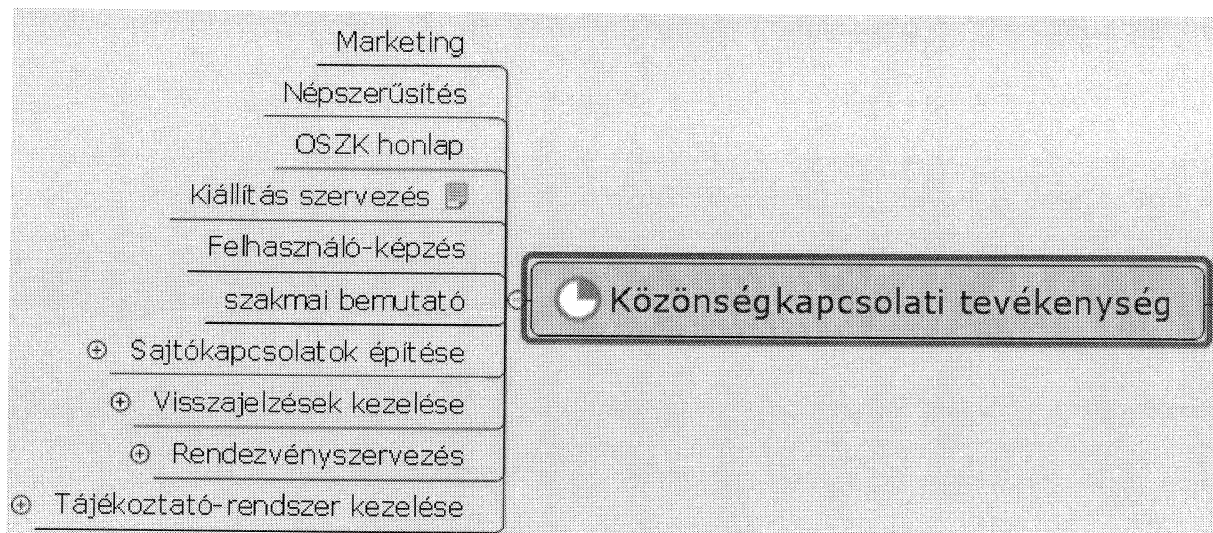 Marketing
Népszerűsítés
OSZK honlap
Kiállítás szervezés
Felhasználó-képzés
szakmai bemutató
Közönségkapcsolati tevékenység
Sajtókapcsolatok építése
Visszajelzések kezelése
Rendezvényszervezés
Tájékoztató-rendszer kezelése